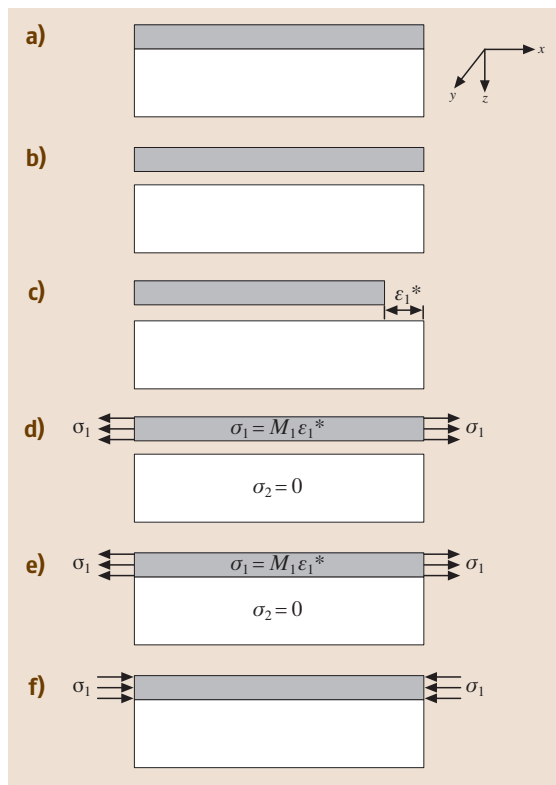 a)
x
y
z
b)
c)
ε₁*
d)
σ₁
σ₁ = M₁ε₁*
σ₁
σ₂ = 0
e)
σ₁
σ₁ = M₁ε₁*
σ₁
σ₂ = 0
f)
σ₁
σ₁